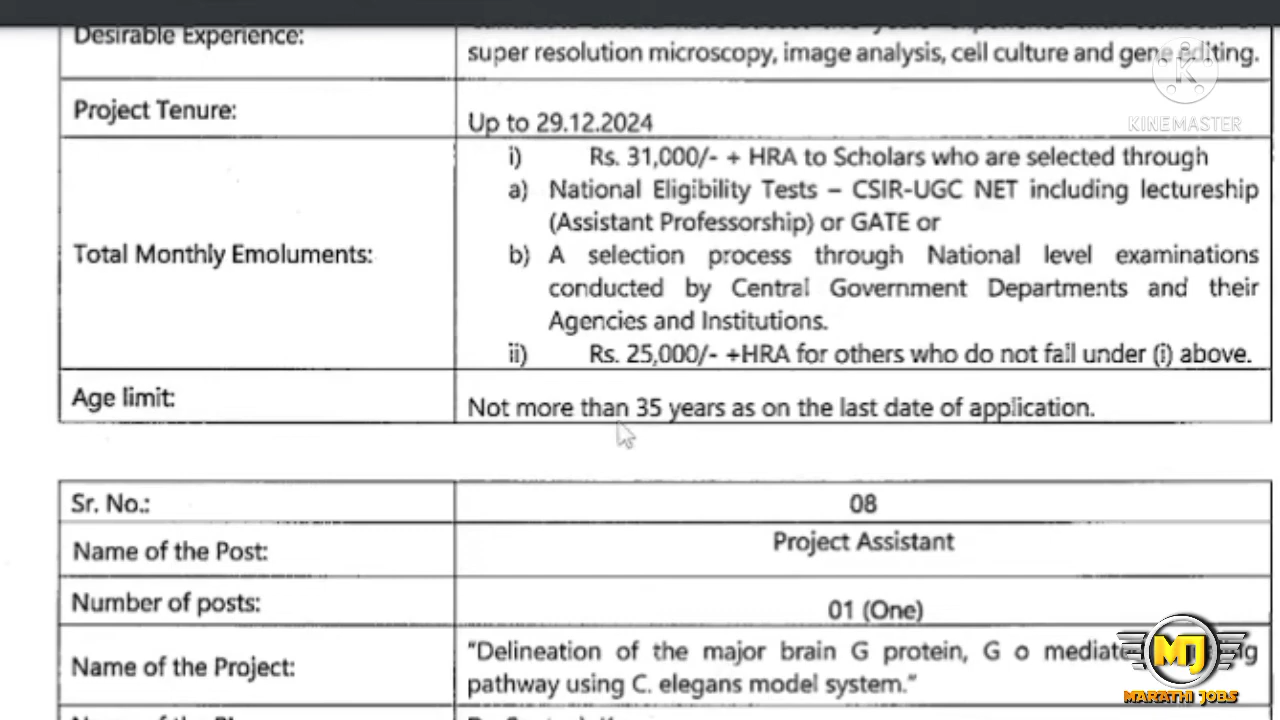 Desirable Experience:
super resolution microscopy, image analysis, cell culture and gene editing.
KINEMASTER
Project Tenure:
Up to 29.12.2024
Total Monthly Emoluments:
i) Rs. 31,000/- + HRA to Scholars who are selected through
a) National Eligibility Tests – CSIR-UGC NET including lectureship
(Assistant Professorship) or GATE or
b) A selection process through National level examinations
conducted by Central Government Departments and their
Agencies and Institutions.
ii) Rs. 25,000/- +HRA for others who do not fall under (i) above.
Age limit:
Not more than 35 years as on the last date of application.
Sr. No.:
08
Name of the Post:
Project Assistant
Number of posts:
01 (One)
Name of the Project:
"Delineation of the major brain G protein, G o
pathway using C. elegans model system."
MJ
MARATHI JOBS